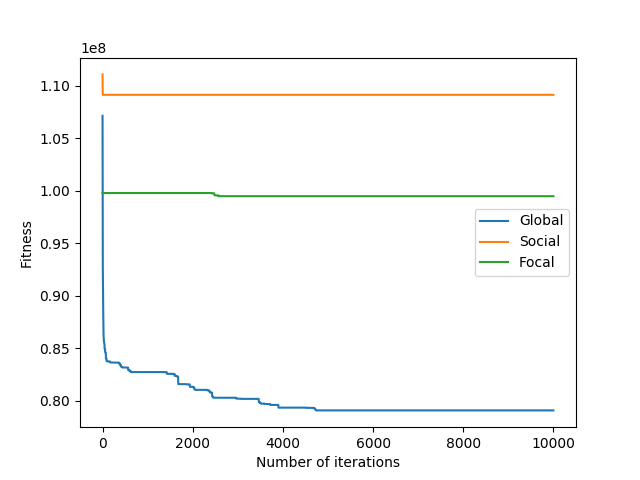 1e8
1.10
1.05
1.00
0.95
0.90
0.85
0.80
Fitness
Global
Social
Focal
0 2000 4000 6000 8000 10000
Number of iterations